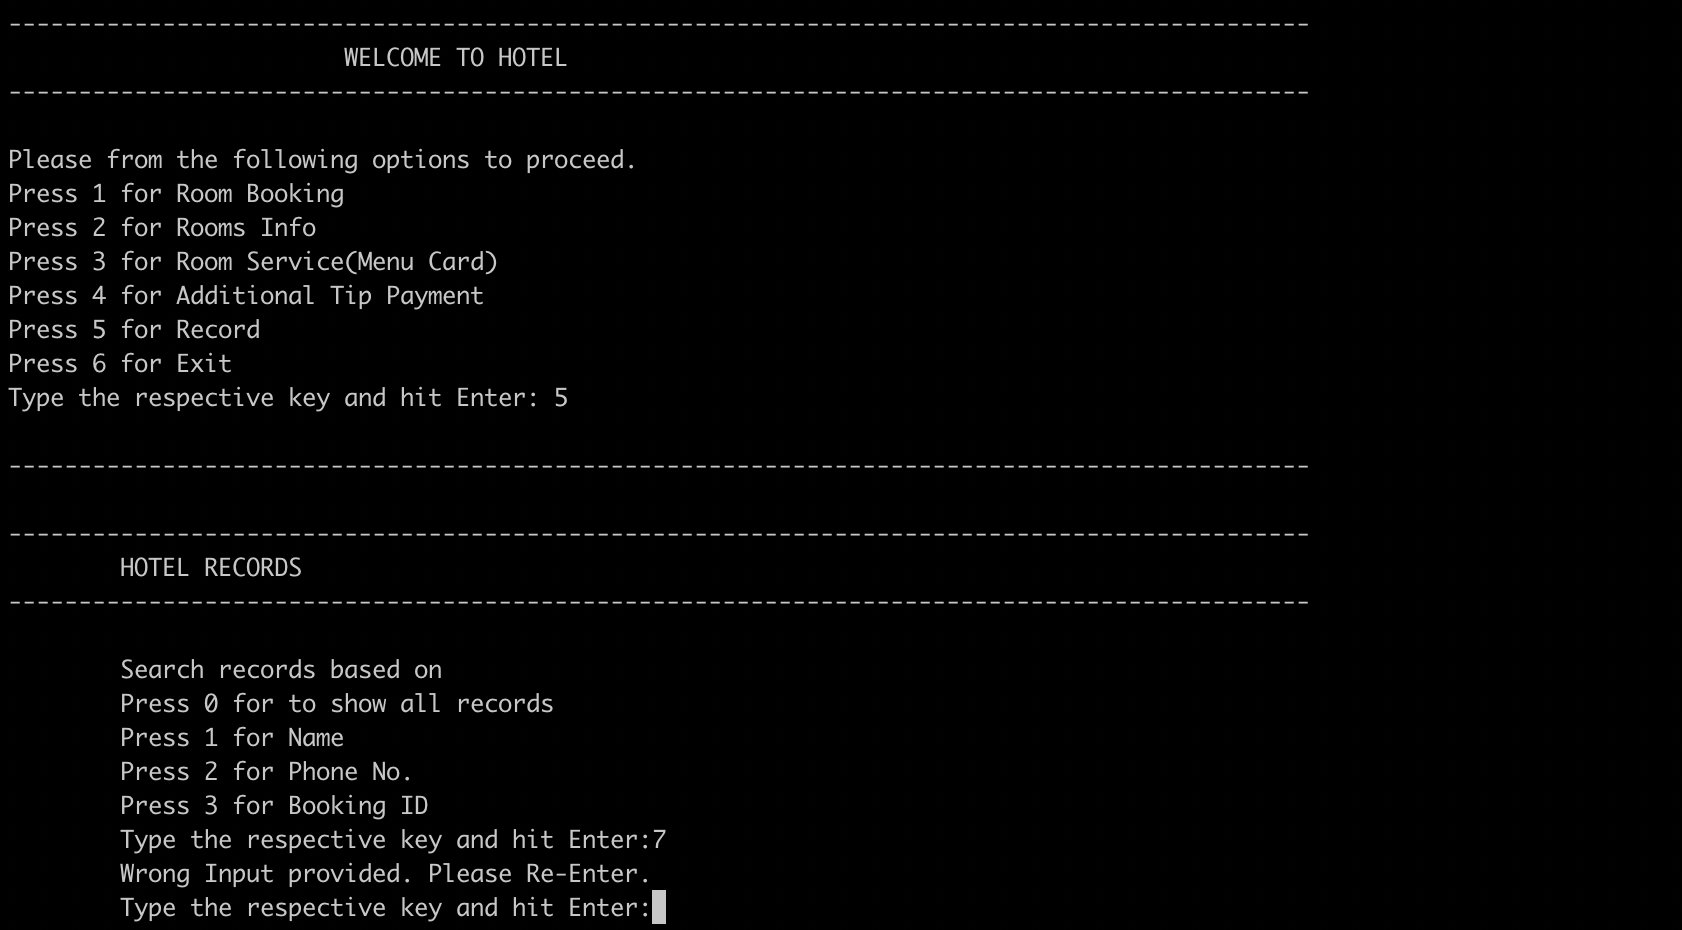 WELCOME TO HOTEL
Please from the following options to proceed.
Press 1 for Room Booking
Press 2 for Rooms Info
Press 3 for Room Service(Menu Card)
Press 4 for Additional Tip Payment
Press 5 for Record
Press 6 for Exit
Type the respective key and hit Enter: 5
HOTEL RECORDS
Search records based on
Press 0 for to show all records
Press 1 for Name
Press 2 for Phone No.
Press 3 for Booking ID
Type the respective key and hit Enter:7
Wrong Input provided. Please Re-Enter.
Type the respective key and hit Enter: